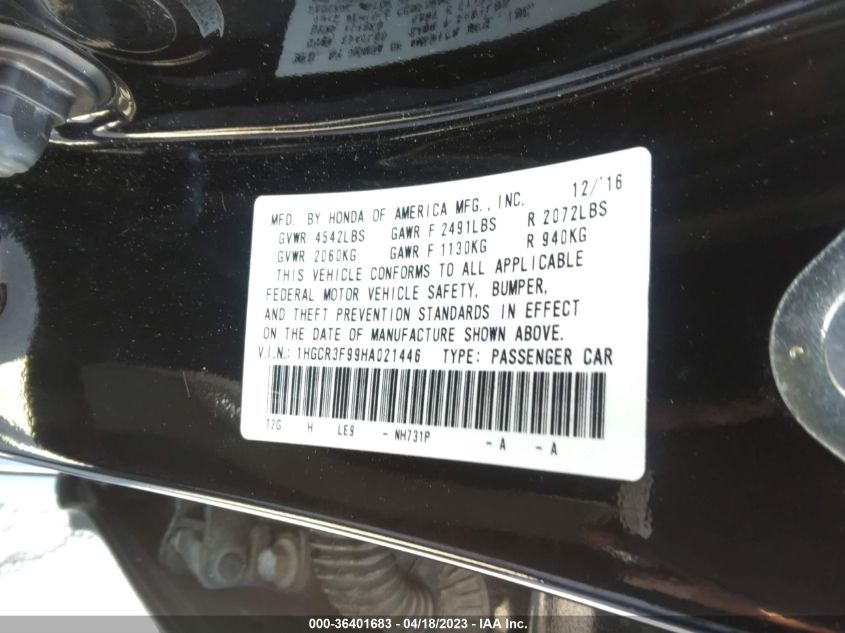 MFD. BY HONDA OF AMERICA MFG., INC. 12/'16
GVWR 4542LBS GAWR F 2491LBS R 2072LBS
GVWR 2060KG GAWR F 1130KG R 940KG
THIS VEHICLE CONFORMS TO ALL APPLICABLE
FEDERAL MOTOR VEHICLE SAFETY, BUMPER,
AND THEFT PREVENTION STANDARDS IN EFFECT
ON THE DATE OF MANUFACTURE SHOWN ABOVE.
V.I.N.: 1HGCR3F99HA021446 TYPE: PASSENGER CAR
T2G H LE9 - NH731P - A - A
000-36401683 - 04/18/2023 - IAA Inc.